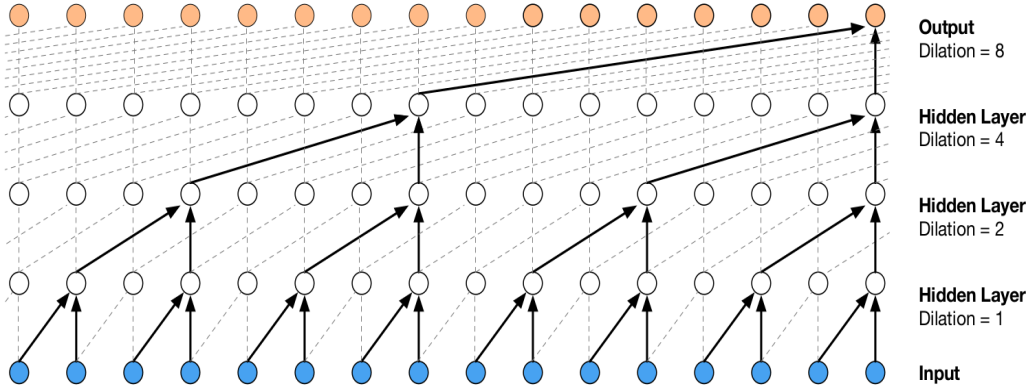 Output
Dilation = 8
Hidden Layer
Dilation = 4
Hidden Layer
Dilation = 2
Hidden Layer
Dilation = 1
Input